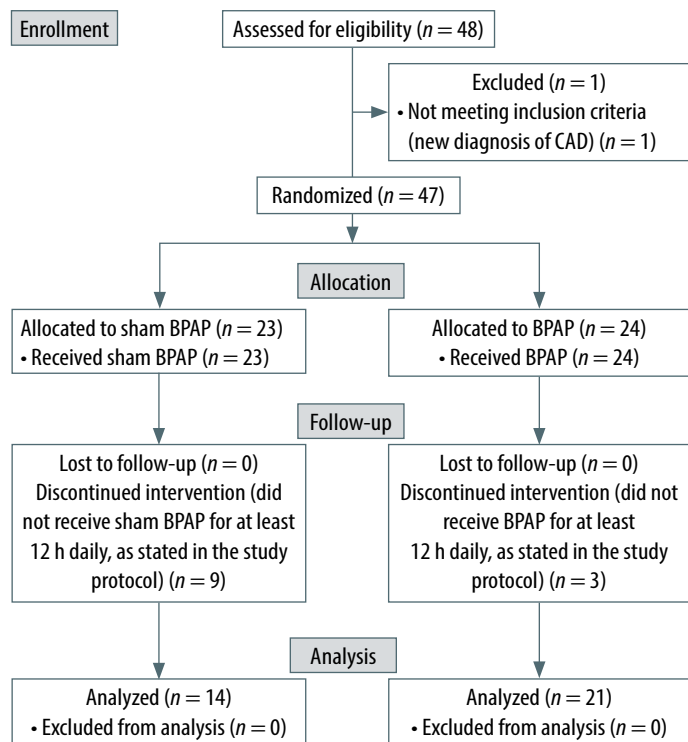 Enrollment
Assessed for eligibility (n = 48)
Excluded (n = 1)
• Not meeting inclusion criteria
(new diagnosis of CAD) (n = 1)
Randomized (n = 47)
Allocation
Allocated to sham BPAP (n = 23)
• Received sham BPAP (n = 23)
Allocated to BPAP (n = 24)
• Received BPAP (n = 24)
Follow-up
Lost to follow-up (n = 0)
Discontinued intervention (did
not receive sham BPAP for at least
12 h daily, as stated in the study
protocol) (n = 9)
Lost to follow-up (n = 0)
Discontinued intervention (did not
receive BPAP for at least
12 h daily, as stated in the study
protocol) (n = 3)
Analysis
Analyzed (n = 14)
• Excluded from analysis (n = 0)
Analyzed (n = 21)
• Excluded from analysis (n = 0)